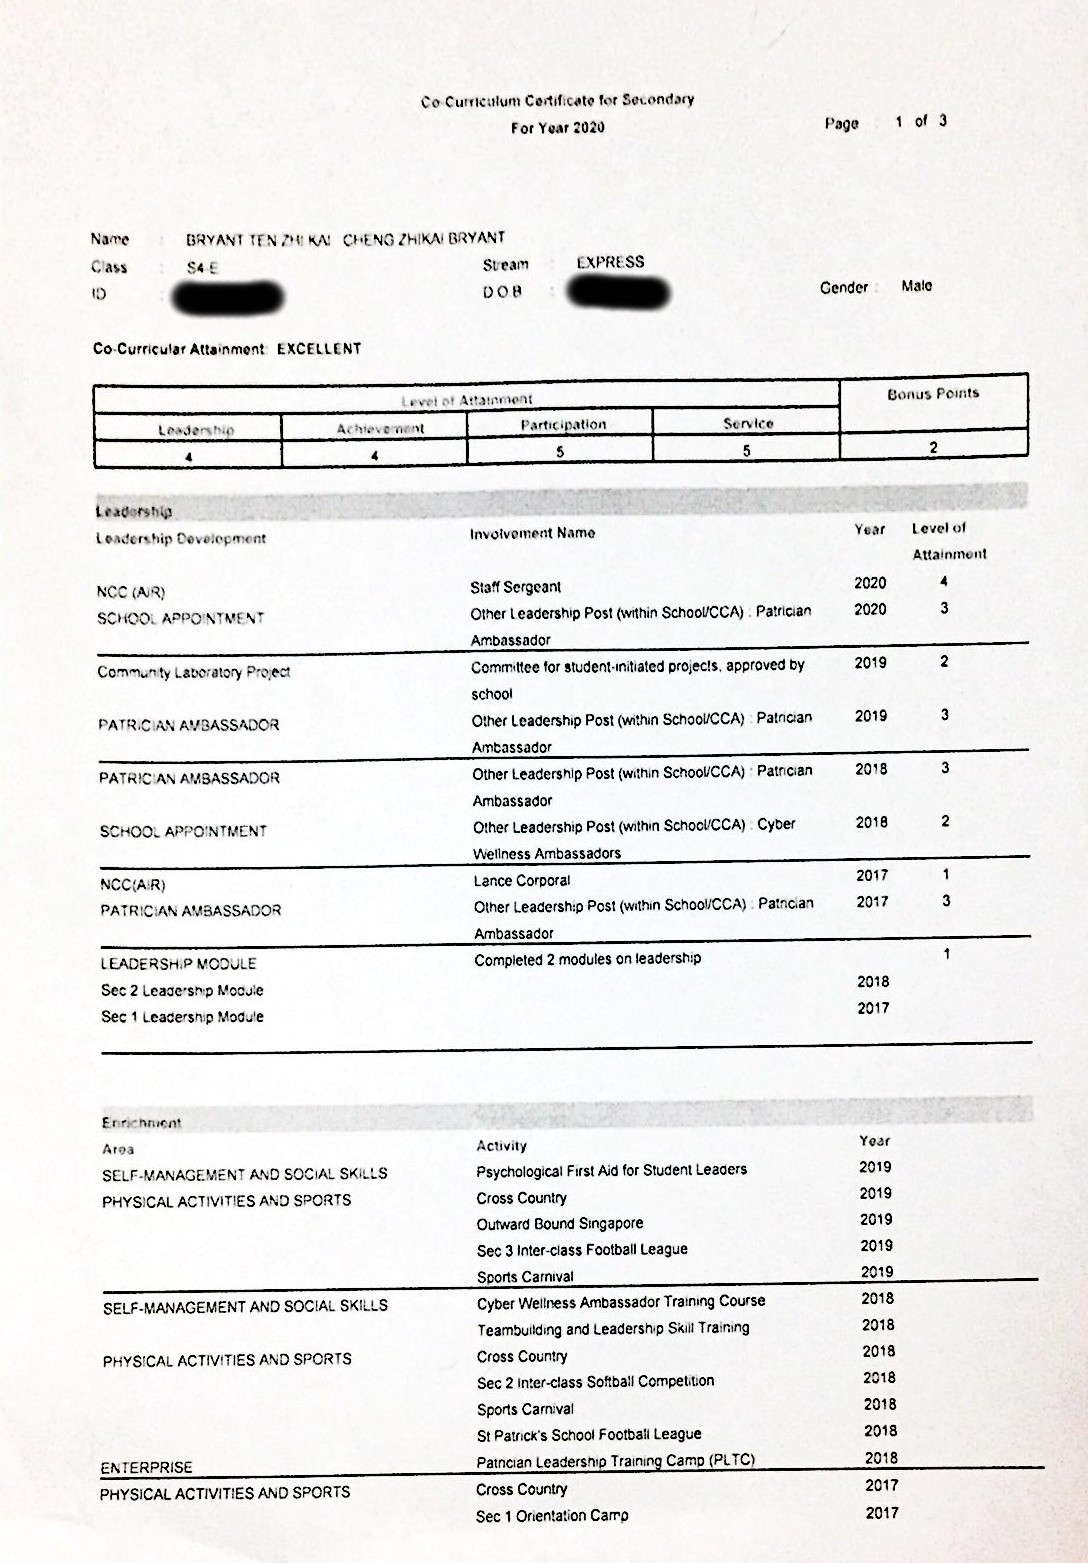 Co-Curriculum Certificate for Secondary
For Year 2020
Page : 1 of 3
Name : BRYANT TEN ZHI KAI CHENG ZHIKAI BRYANT
Class : S4-E Stream : EXPRESS
ID : D O B : Gender : Male
Co-Curricular Attainment: EXCELLENT
Level of Attainment Bonus Points
Leadership Achievement Participation Service
4 4 5 5 2
Leadership
Leadership Development Involvement Name Year Level of
Attainment
NCC (AIR) Staff Sergeant 2020 4
SCHOOL APPOINTMENT Other Leadership Post (within School/CCA) : Patrician 2020 3
Ambassador
Community Laboratory Project Committee for student-initiated projects, approved by 2019 2
school
PATRICIAN AMBASSADOR Other Leadership Post (within School/CCA) : Patrician 2019 3
Ambassador
PATRICIAN AMBASSADOR Other Leadership Post (within School/CCA) : Patrician 2018 3
Ambassador
SCHOOL APPOINTMENT Other Leadership Post (within School/CCA) : Cyber 2018 2
Wellness Ambassadors
NCC(AIR) Lance Corporal 2017 1
PATRICIAN AMBASSADOR Other Leadership Post (within School/CCA) : Patrician 2017 3
Ambassador
LEADERSHIP MODULE Completed 2 modules on leadership 1
Sec 2 Leadership Module 2018
Sec 1 Leadership Module 2017
Enrichment
Area Activity Year
SELF-MANAGEMENT AND SOCIAL SKILLS Psychological First Aid for Student Leaders 2019
PHYSICAL ACTIVITIES AND SPORTS Cross Country 2019
Outward Bound Singapore 2019
Sec 3 Inter-class Football League 2019
Sports Carnival 2019
SELF-MANAGEMENT AND SOCIAL SKILLS Cyber Wellness Ambassador Training Course 2018
Teambuilding and Leadership Skill Training 2018
PHYSICAL ACTIVITIES AND SPORTS Cross Country 2018
Sec 2 Inter-class Softball Competition 2018
Sports Carnival 2018
St Patrick's School Football League 2018
ENTERPRISE Patrician Leadership Training Camp (PLTC) 2018
PHYSICAL ACTIVITIES AND SPORTS Cross Country 2017
Sec 1 Orientation Camp 2017